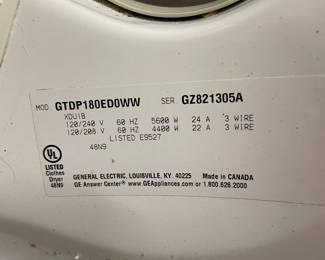 MOD. GTDP180ED0WW SER. GZ821305A
XDU1B
120/240 V 60 HZ 5600 W 24 A 3 WIRE
120/208 V 60 HZ 4400 W 22 A 3 WIRE
LISTED E9527
48N9
UL
LISTED
Clothes
Dryer
48N9
GENERAL ELECTRIC, LOUISVILLE, KY. 40225 Made in CANADA
GE Answer Center® www.GEAppliances.com or 1.800.626.2000